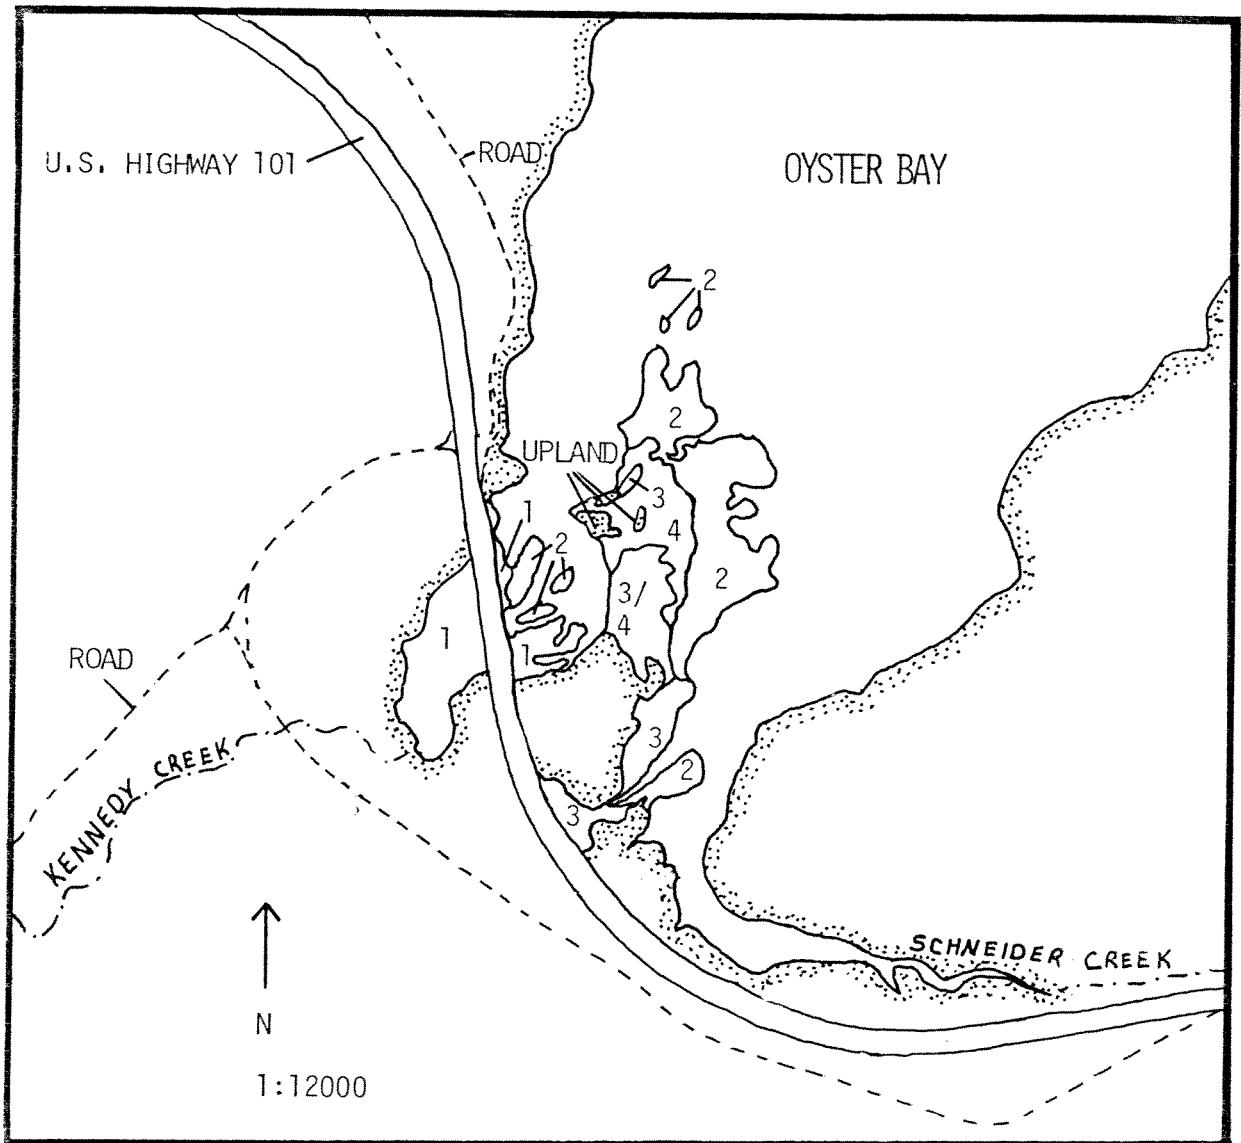 ROAD
U.S. HIGHWAY 101
OYSTER BAY
2
2
UPLAND
3
1
4
2
2
3/
4
1
1
ROAD
3
2
3
KENNEDY CREEK
SCHNEIDER CREEK
N
1:12000